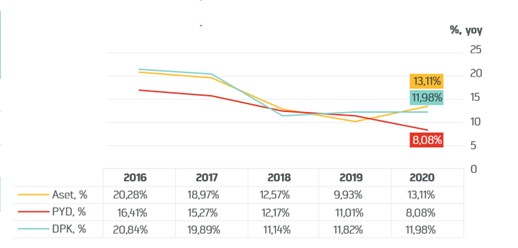 %, yoy
25
20
15
10
5
0
13,11%
11,98%
8,08%
2016 2017 2018 2019 2020
Aset, % 20,28% 18,97% 12,57% 9,93% 13,11%
PYD, % 16,41% 15,27% 12,17% 11,01% 8,08%
DPK, % 20,84% 19,89% 11,14% 11,82% 11,98%